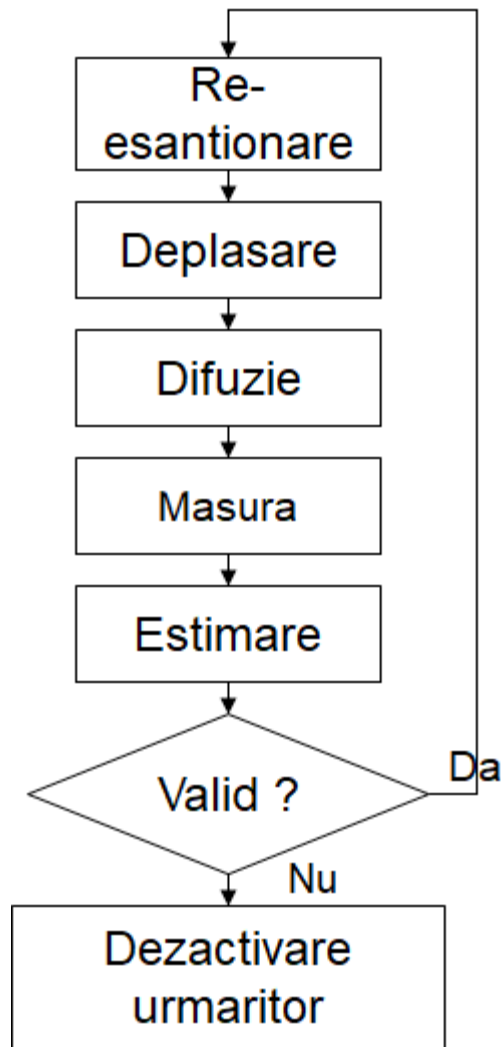 Re-
esantionare
Deplasare
Difuzie
Masura
Estimare
Valid ?
Da
Nu
Dezactivare
urmaritor